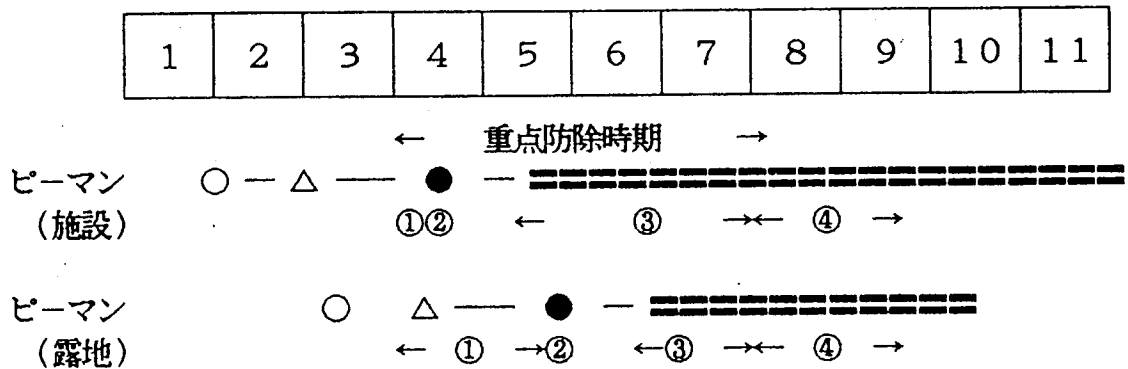 1 2 3 4 5 6 7 8 9 10 11
← 重点防除時期 →
ピーマン ○ — △ — ● —
(施設) ①② ← ③ →← ④ →
ピーマン ○ △ — ● —
(露地) ← ① →② ←③ →← ④ →